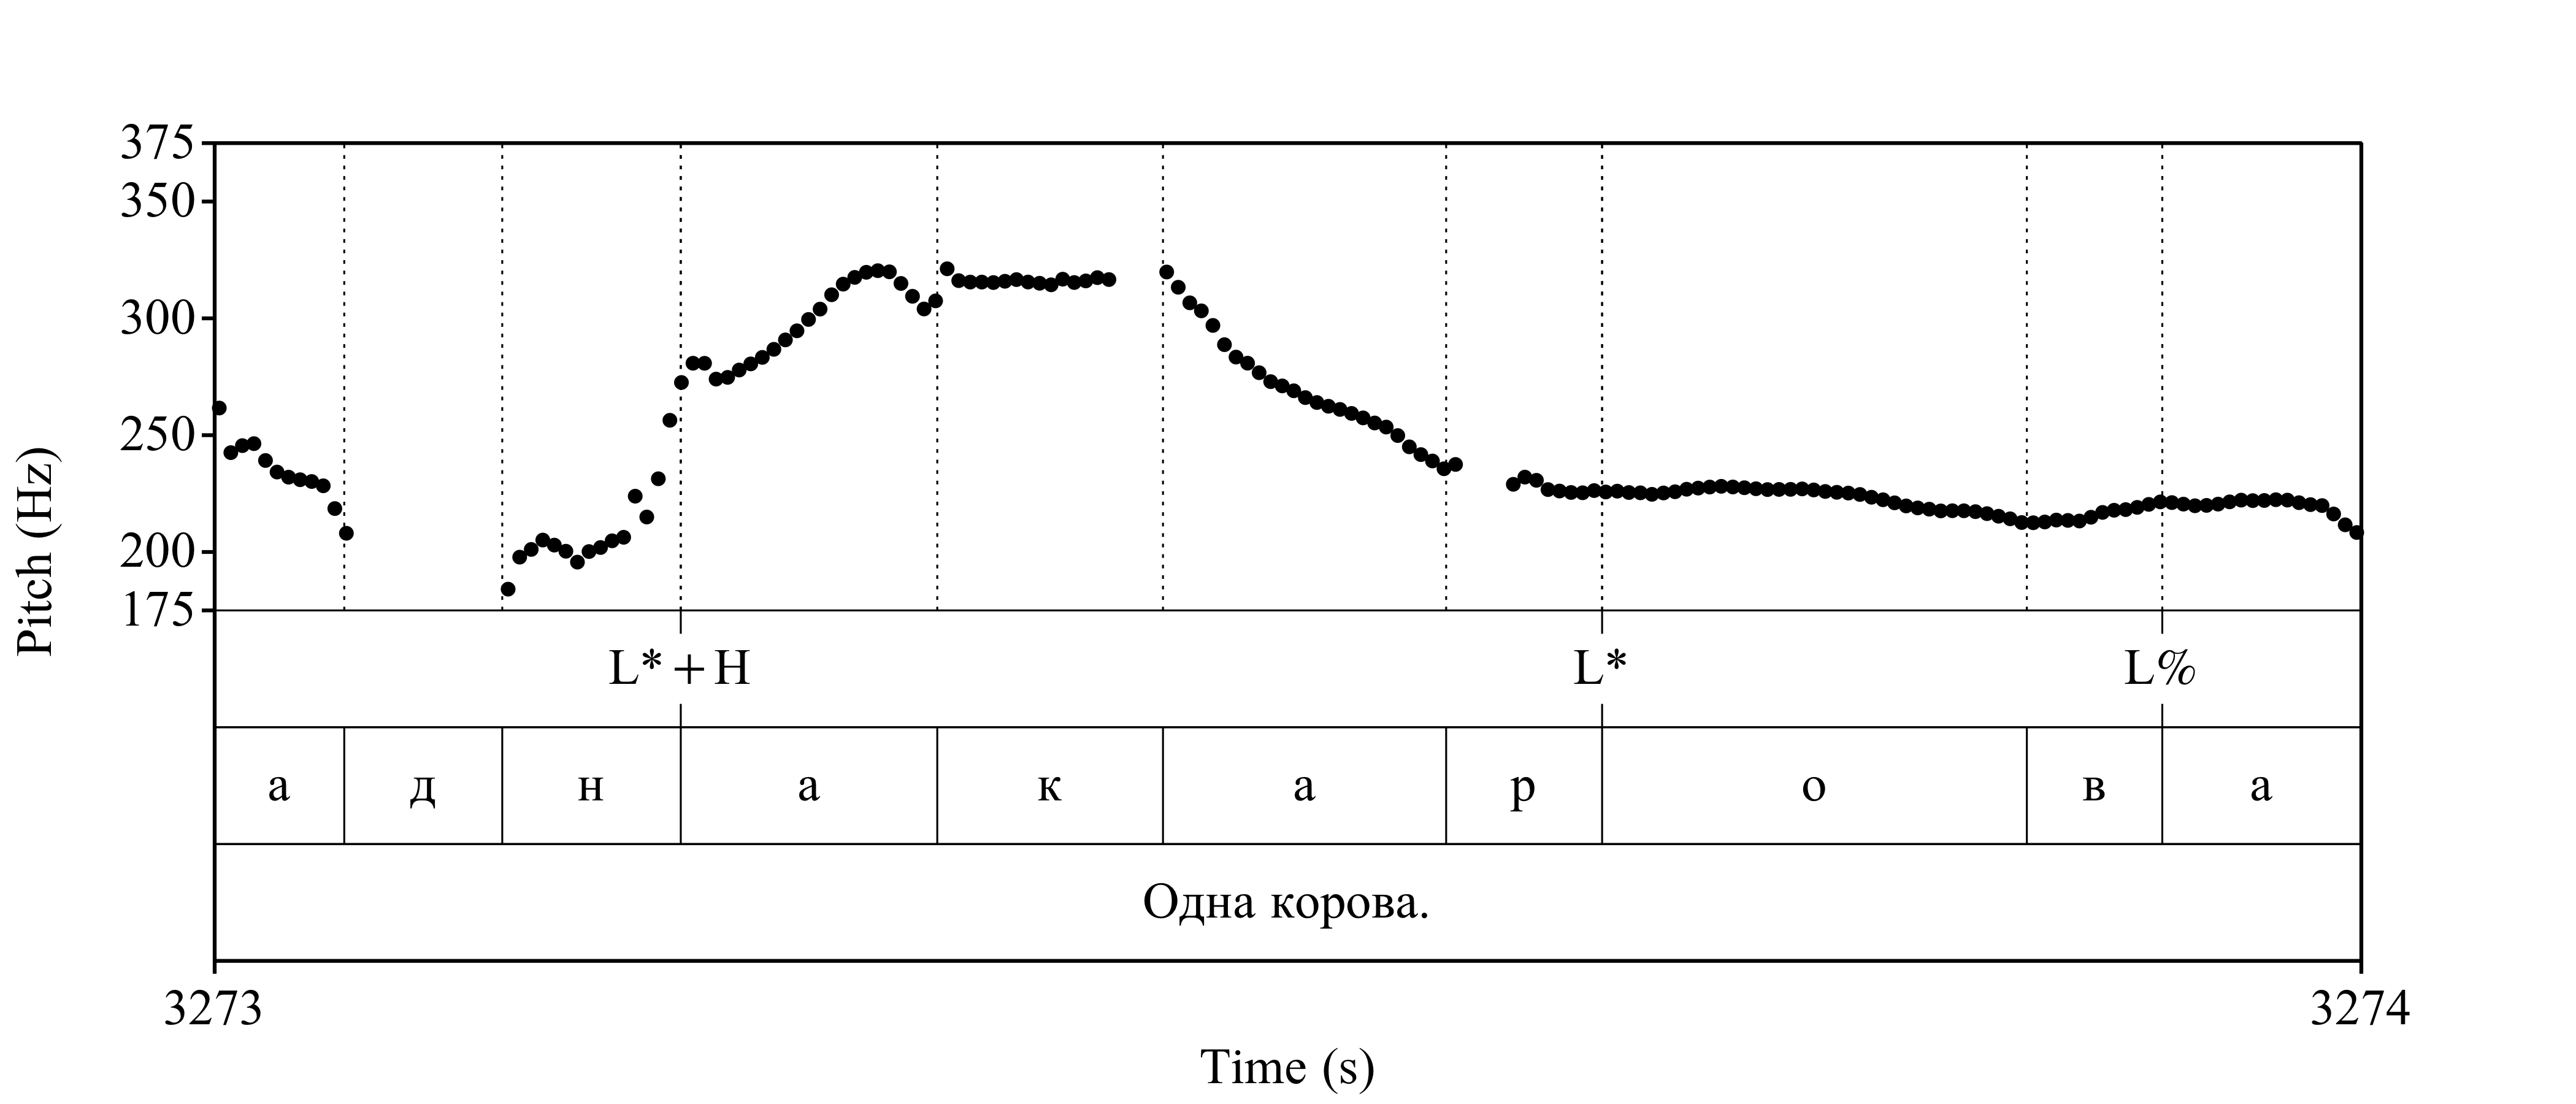 375
350
300
250
200
175
Pitch (Hz)
L*+H L* L%
а д н а к а р о в а
Одна корова.
3273 3274
Time (s)